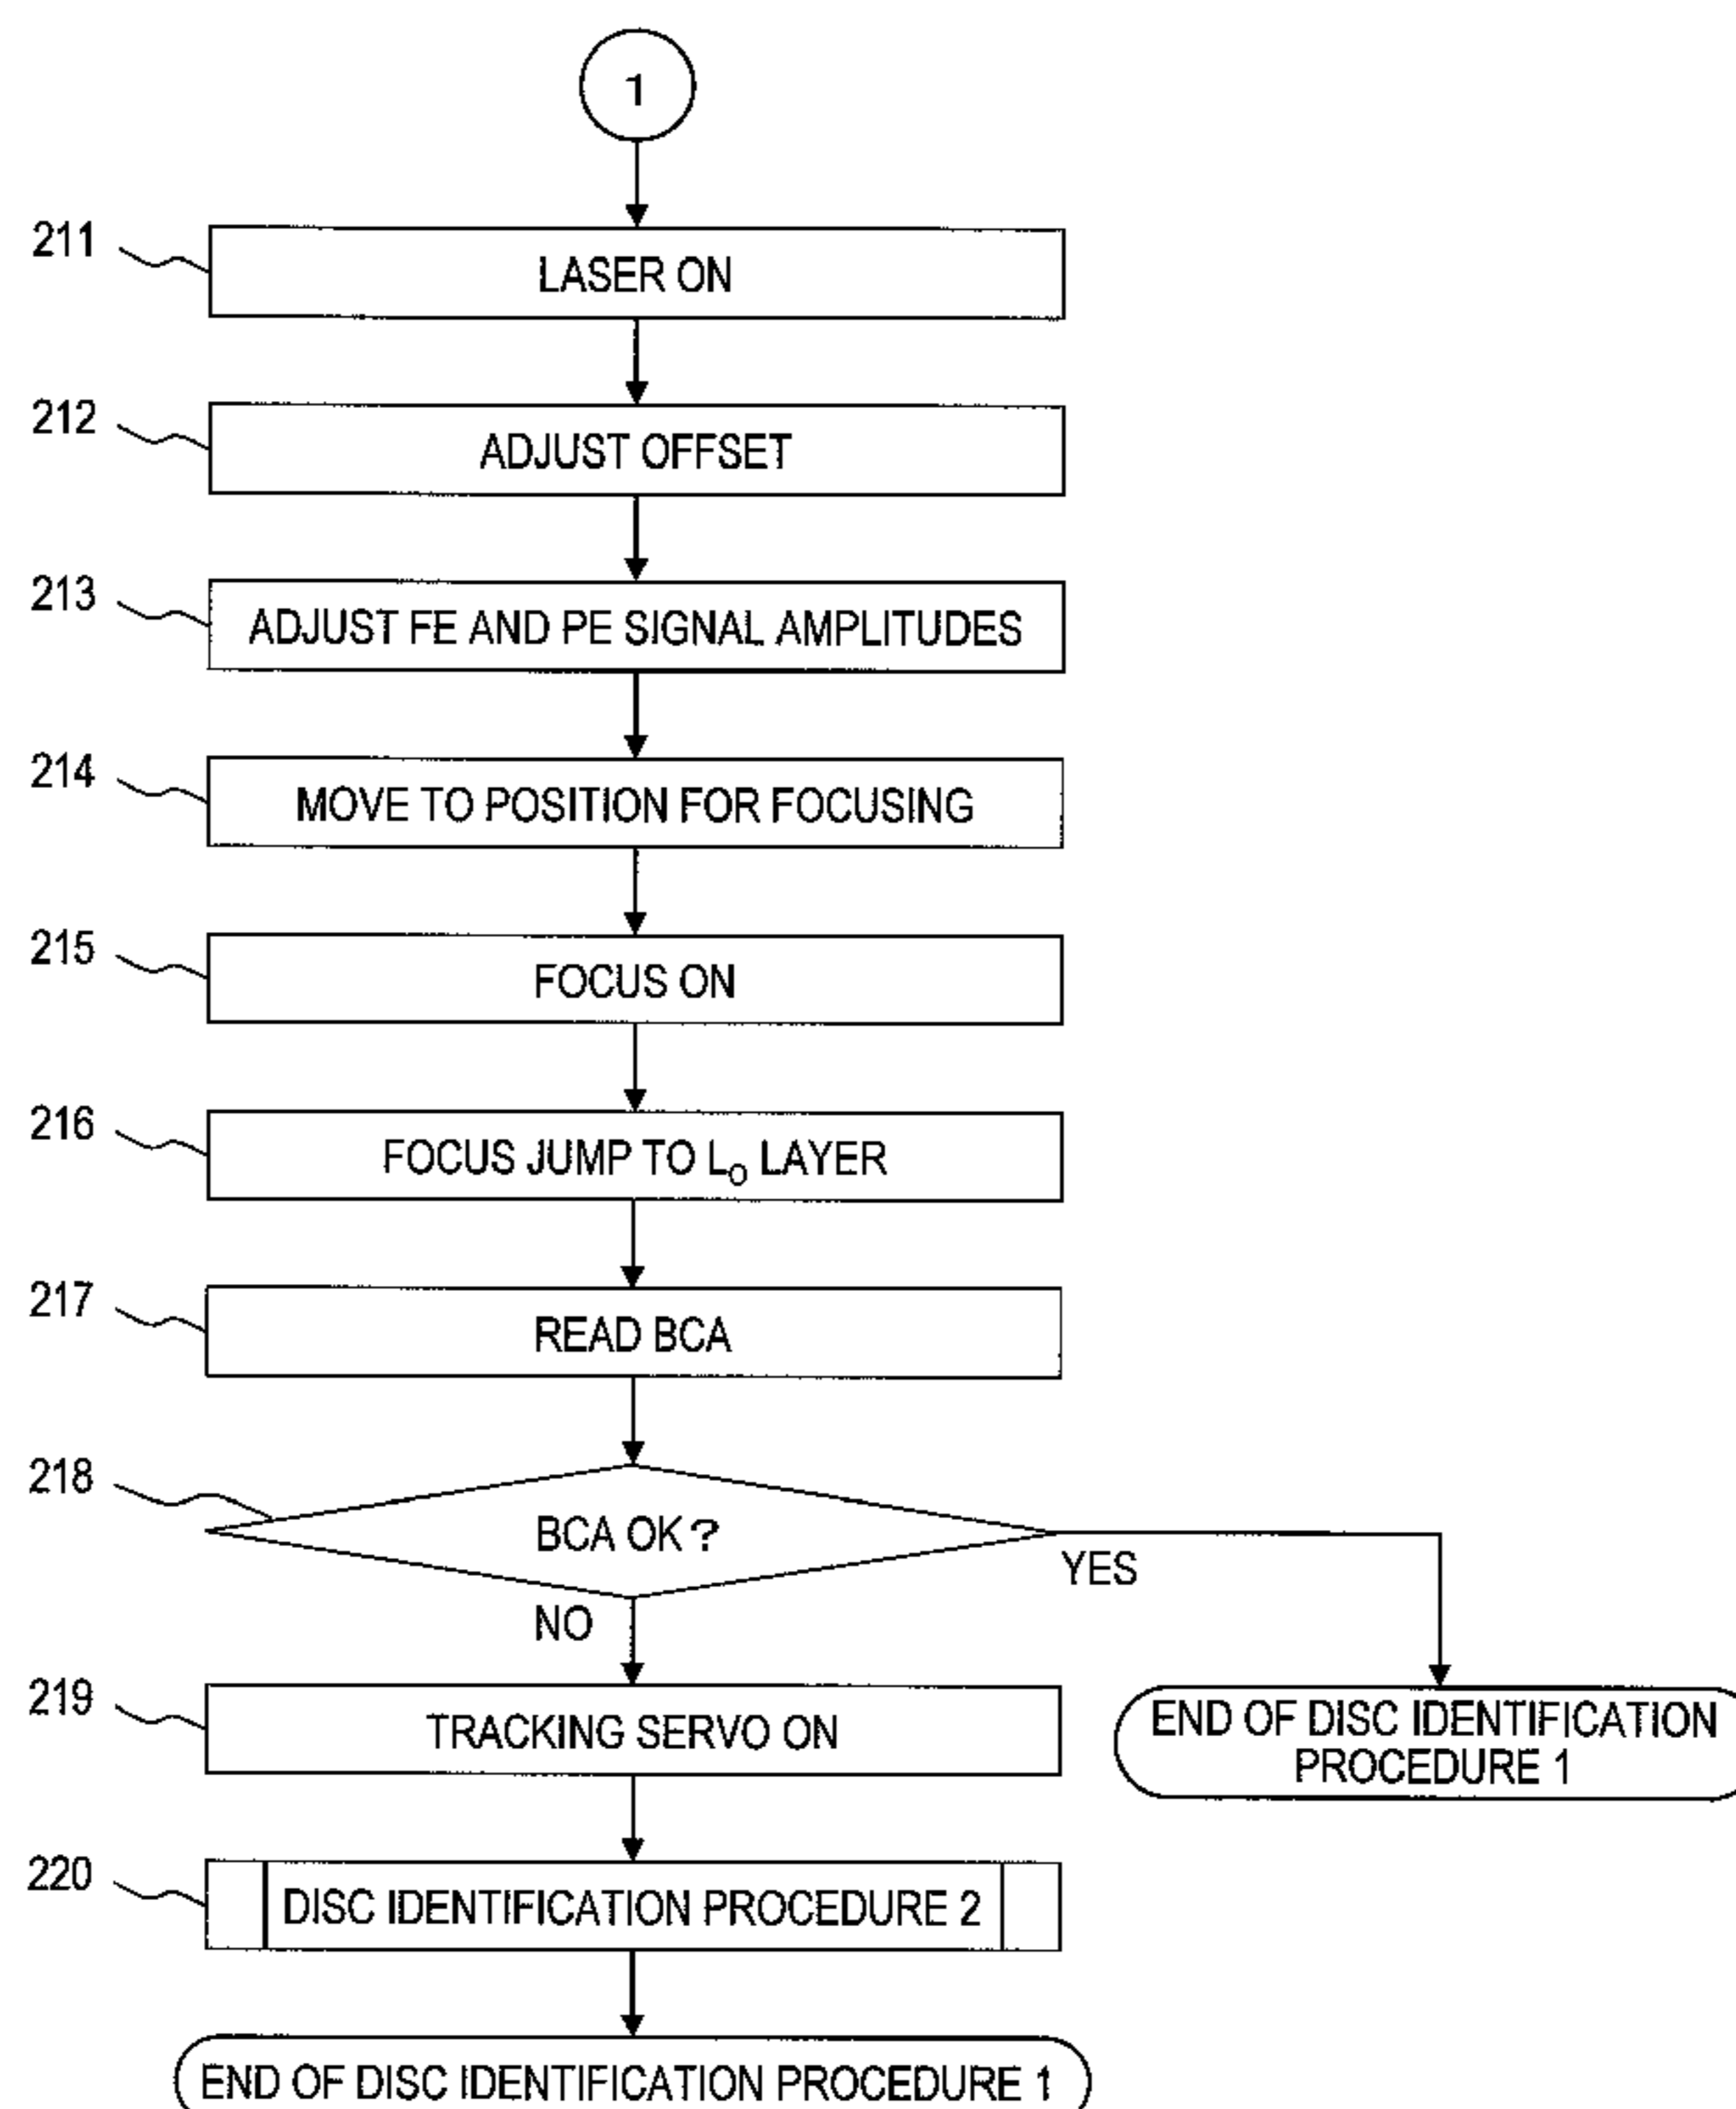 1
211
LASER ON
212
ADJUST OFFSET
213
ADJUST FE AND PE SIGNAL AMPLITUDES
214
MOVE TO POSITION FOR FOCUSING
215
FOCUS ON
216
FOCUS JUMP TO L₀ LAYER
217
READ BCA
218
BCA OK?
YES
NO
219
TRACKING SERVO ON
END OF DISC IDENTIFICATION
PROCEDURE 1
220
DISC IDENTIFICATION PROCEDURE 2
END OF DISC IDENTIFICATION PROCEDURE 1